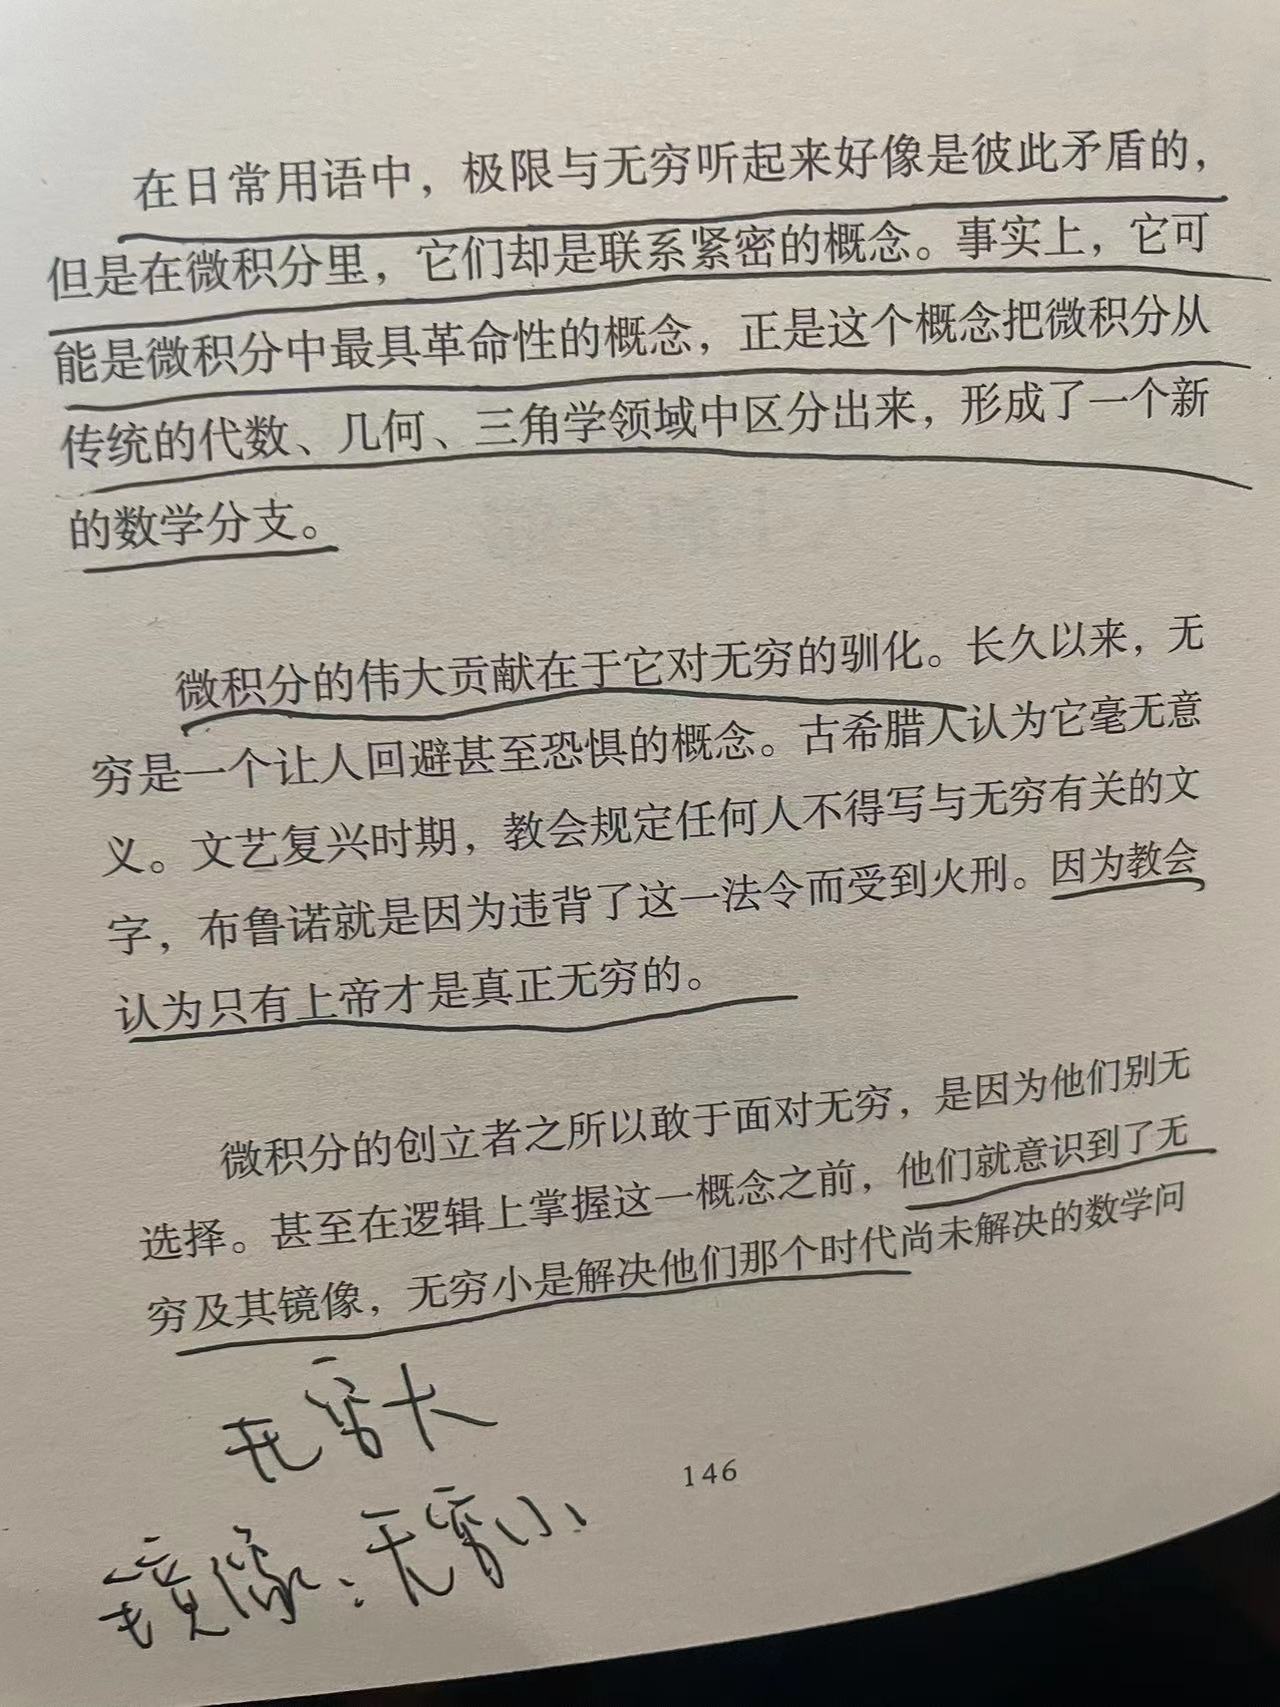 在日常用语中，极限与无穷听起来好像是彼此矛盾的，
但是在微积分里，它们却是联系紧密的概念。事实上，它可
能是微积分中最具革命性的概念，正是这个概念把微积分从
传统的代数、几何、三角学领域中区分出来，形成了一个新
的数学分支。
微积分的伟大贡献在于它对无穷的驯化。长久以来，无
穷是一个让人回避甚至恐惧的概念。古希腊人认为它毫无意
义。文艺复兴时期，教会规定任何人不得写与无穷有关的文
字，布鲁诺就是因为违背了这一法令而受到火刑。因为教会
认为只有上帝才是真正无穷的。
微积分的创立者之所以敢于面对无穷，是因为他们别无
选择。甚至在逻辑上掌握这一概念之前，他们就意识到了无
穷及其镜像，无穷小是解决他们那个时代尚未解决的数学问
无穷大
146
镜像：无穷小